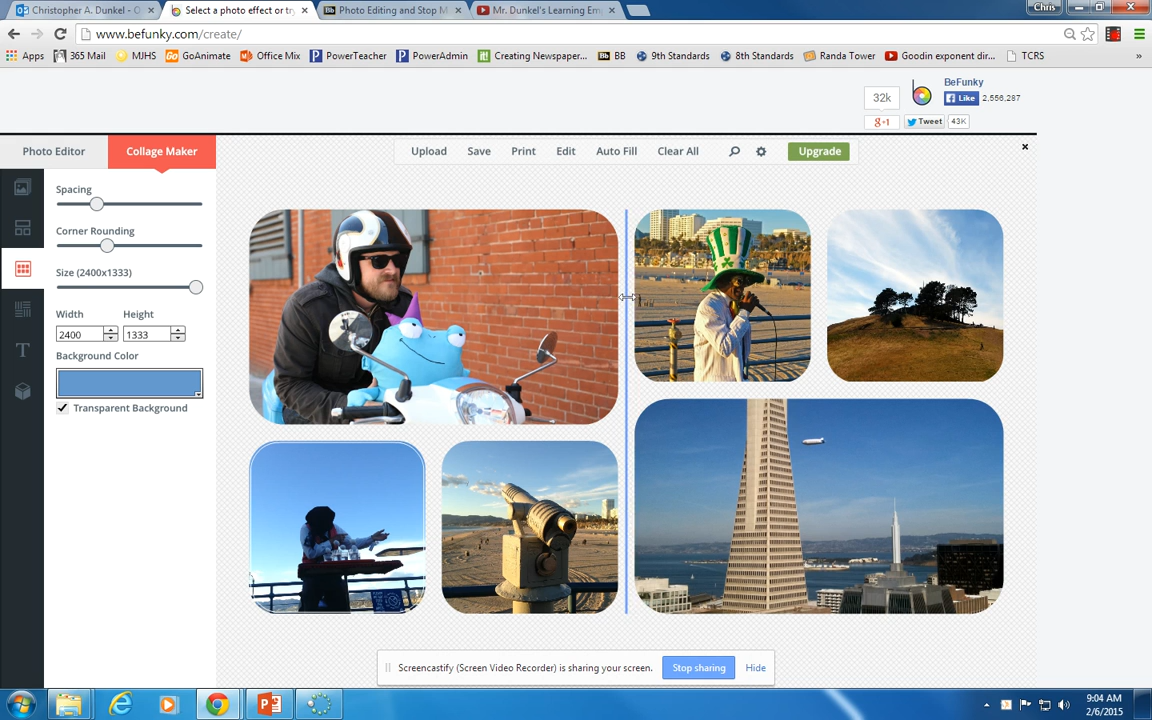 Christopher A. Dunkel - O
Select a photo effect or tr
Photo Editing and Stop M
Mr. Dunkel's Learning Em
Chris
www.befunky.com/create/
Apps
365 Mail
MJHS
GoAnimate
Office Mix
PowerTeacher
PowerAdmin
Creating Newspaper...
BB
9th Standards
8th Standards
Randa Tower
Goodin exponent dir...
TCRS
»
32k
g+1
BeFunky
Like 2,556,287
Tweet 43K
Photo Editor
Collage Maker
Upload
Save
Print
Edit
Auto Fill
Clear All
Upgrade
Spacing
Corner Rounding
Size (2400x1333)
Width
Height
2400
1333
Background Color
Transparent Background
Screencastify (Screen Video Recorder) is sharing your screen.
Stop sharing
Hide
9:04 AM
2/6/2015